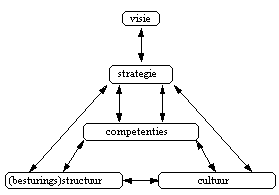 visie
strategie
competenties
(besturings)structuur
cultuur